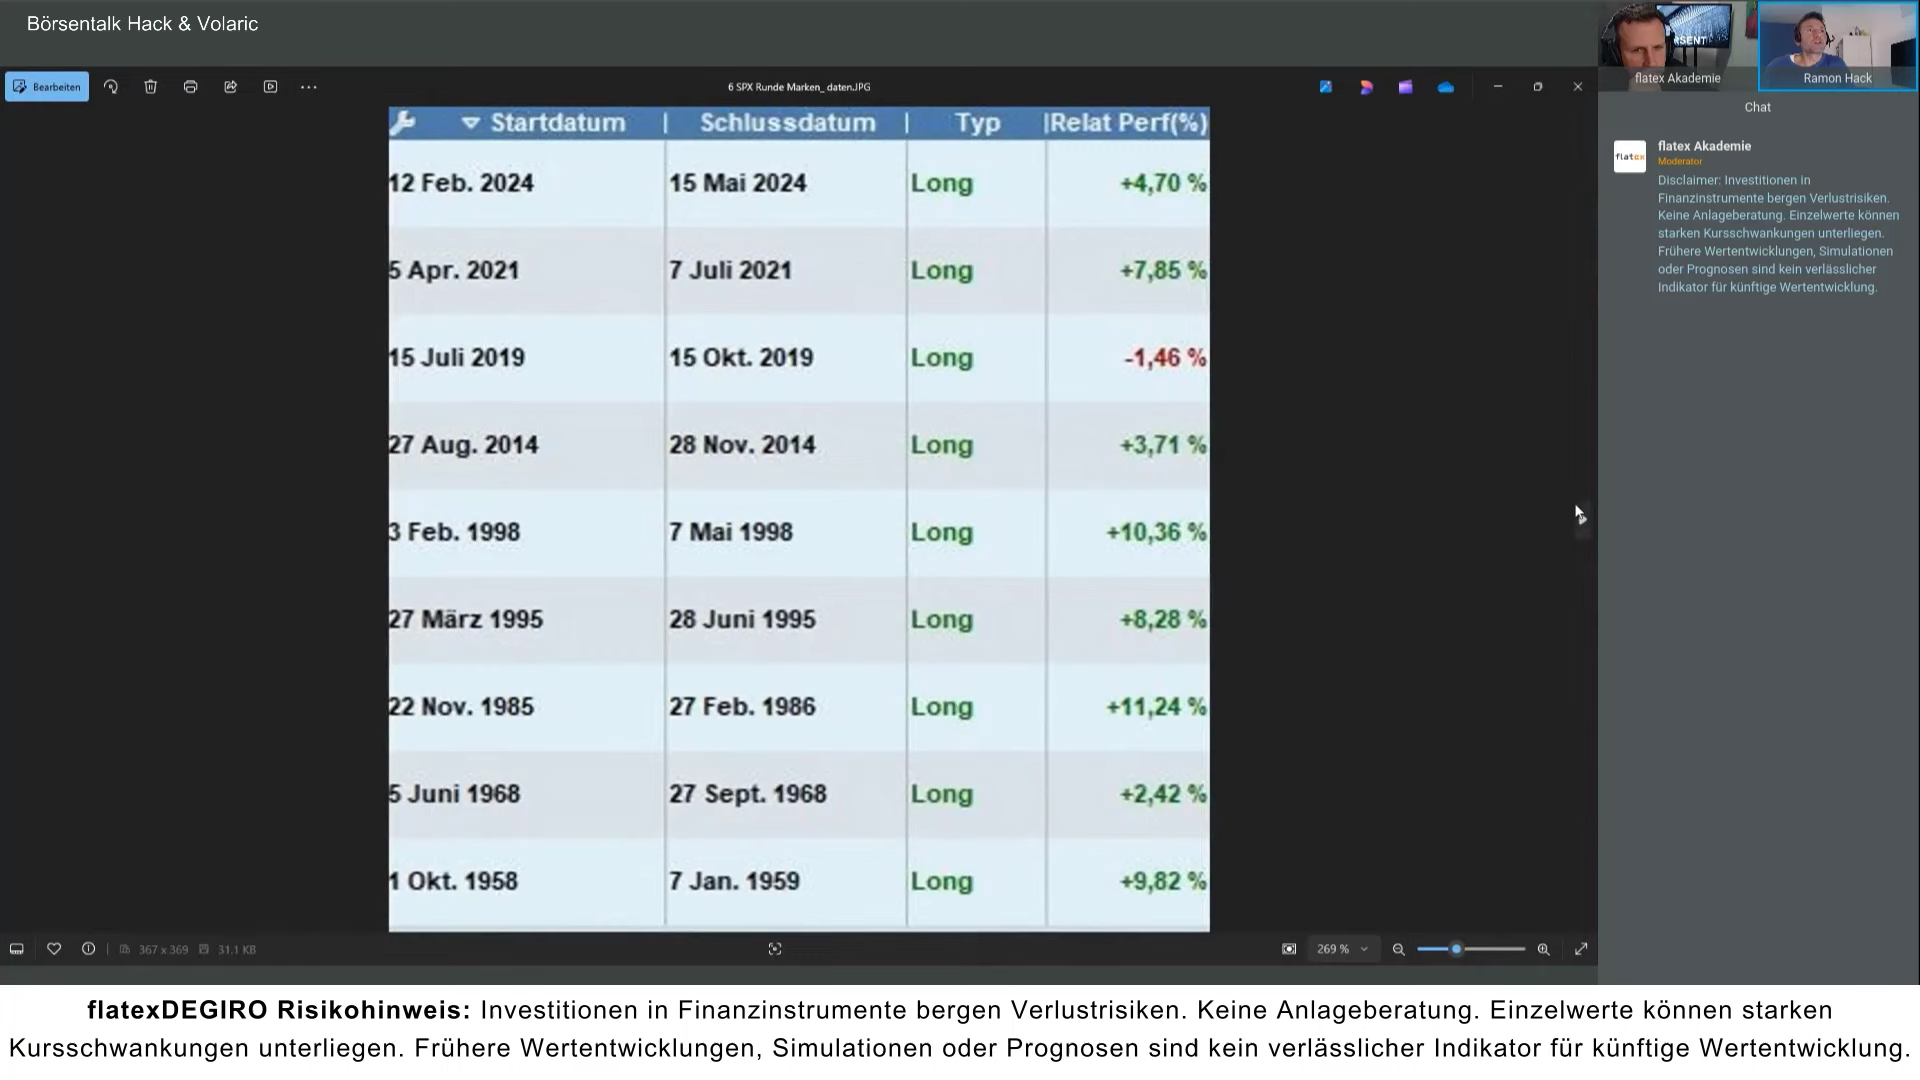 Börsentalk Hack & Volaric
Bearbeiten
6 SPX Runde Marken_ daten.JPG
Startdatum | Schlussdatum | Typ |Relat Perf(%)
12 Feb. 2024 15 Mai 2024 Long +4,70 %
5 Apr. 2021 7 Juli 2021 Long +7,85 %
15 Juli 2019 15 Okt. 2019 Long -1,46 %
27 Aug. 2014 28 Nov. 2014 Long +3,71 %
3 Feb. 1998 7 Mai 1998 Long +10,36 %
27 März 1995 28 Juni 1995 Long +8,28 %
22 Nov. 1985 27 Feb. 1986 Long +11,24 %
5 Juni 1968 27 Sept. 1968 Long +2,42 %
1 Okt. 1958 7 Jan. 1959 Long +9,82 %
367 x 369 31.1 KB
269 %
RSENT
flatex Akademie
Ramon Hack
Chat
flatex
flatex Akademie
Moderator
Disclaimer: Investitionen in
Finanzinstrumente bergen Verlustrisiken.
Keine Anlageberatung. Einzelwerte können
starken Kursschwankungen unterliegen.
Frühere Wertentwicklungen, Simulationen
oder Prognosen sind kein verlässlicher
Indikator für künftige Wertentwicklung.
flatexDEGIRO Risikohinweis: Investitionen in Finanzinstrumente bergen Verlustrisiken. Keine Anlageberatung. Einzelwerte können starken
Kursschwankungen unterliegen. Frühere Wertentwicklungen, Simulationen oder Prognosen sind kein verlässlicher Indikator für künftige Wertentwicklung.